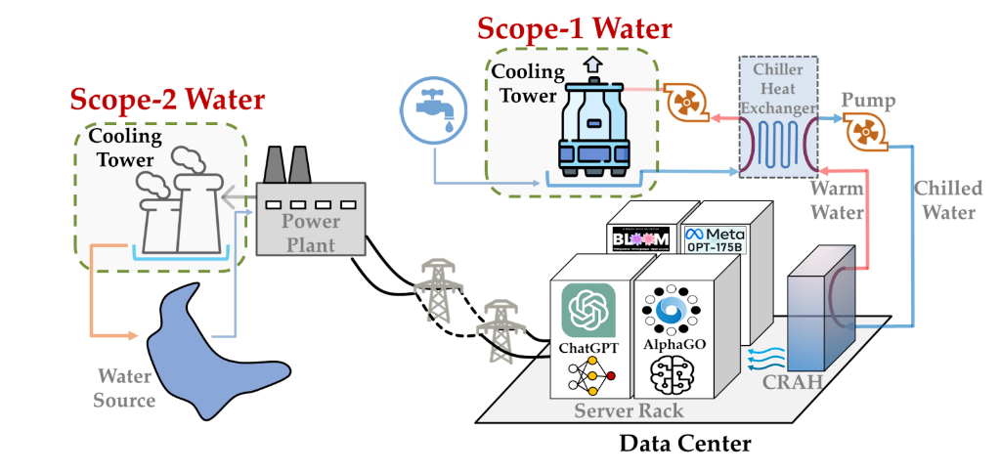 Scope-1 Water
Scope-2 Water
Cooling
Tower
Cooling
Tower
Chiller
Heat
Exchanger
Pump
Power
Plant
Warm
Water
Chilled
Water
BLOOM
Meta
OPT-175B
ChatGPT
AlphaGO
Water
Source
CRAH
Server Rack
Data Center